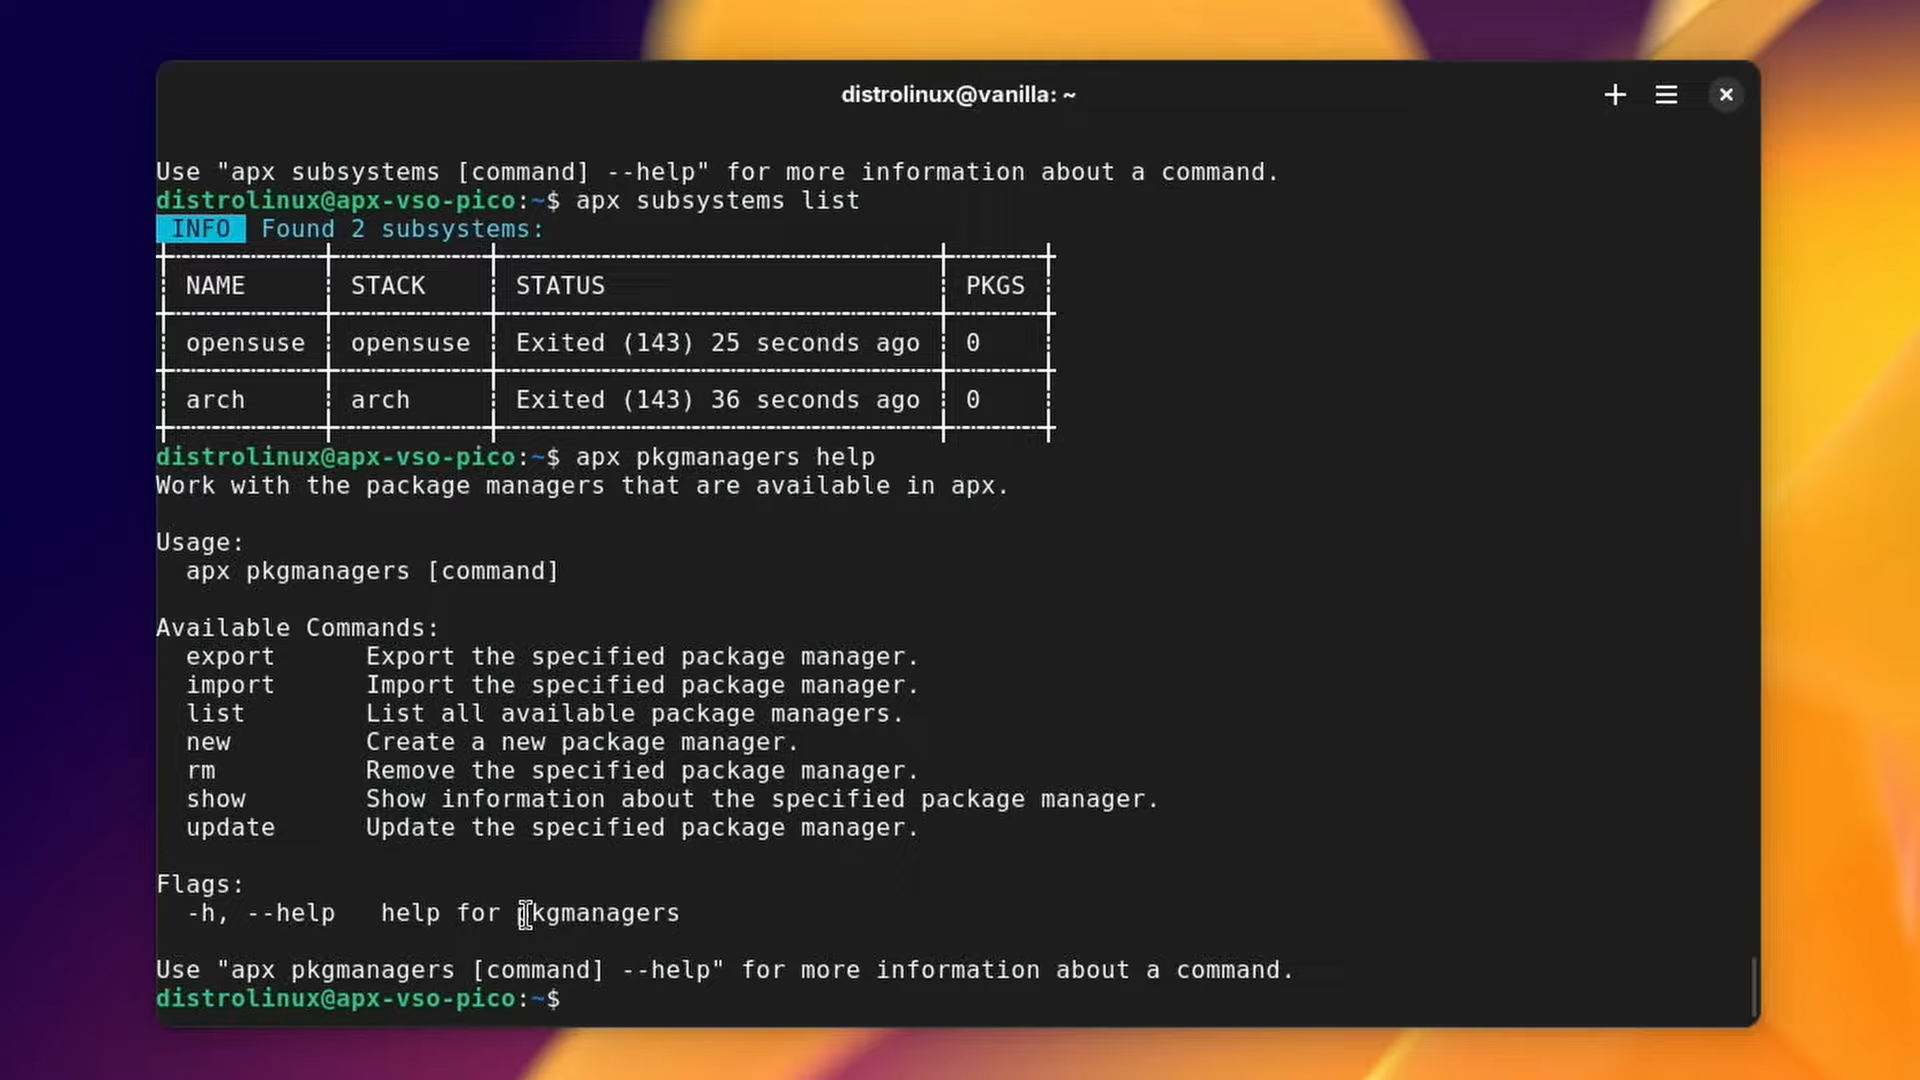 distrolinux@vanilla: ~
Use "apx subsystems [command] --help" for more information about a command.
distrolinux@apx-vso-pico:~$ apx subsystems list
INFO Found 2 subsystems:
NAME STACK STATUS PKGS
opensuse opensuse Exited (143) 25 seconds ago 0
arch arch Exited (143) 36 seconds ago 0
distrolinux@apx-vso-pico:~$ apx pkgmanagers help
Work with the package managers that are available in apx.
Usage:
apx pkgmanagers [command]
Available Commands:
export Export the specified package manager.
import Import the specified package manager.
list List all available package managers.
new Create a new package manager.
rm Remove the specified package manager.
show Show information about the specified package manager.
update Update the specified package manager.
Flags:
-h, --help help for pkgmanagers
Use "apx pkgmanagers [command] --help" for more information about a command.
distrolinux@apx-vso-pico:~$